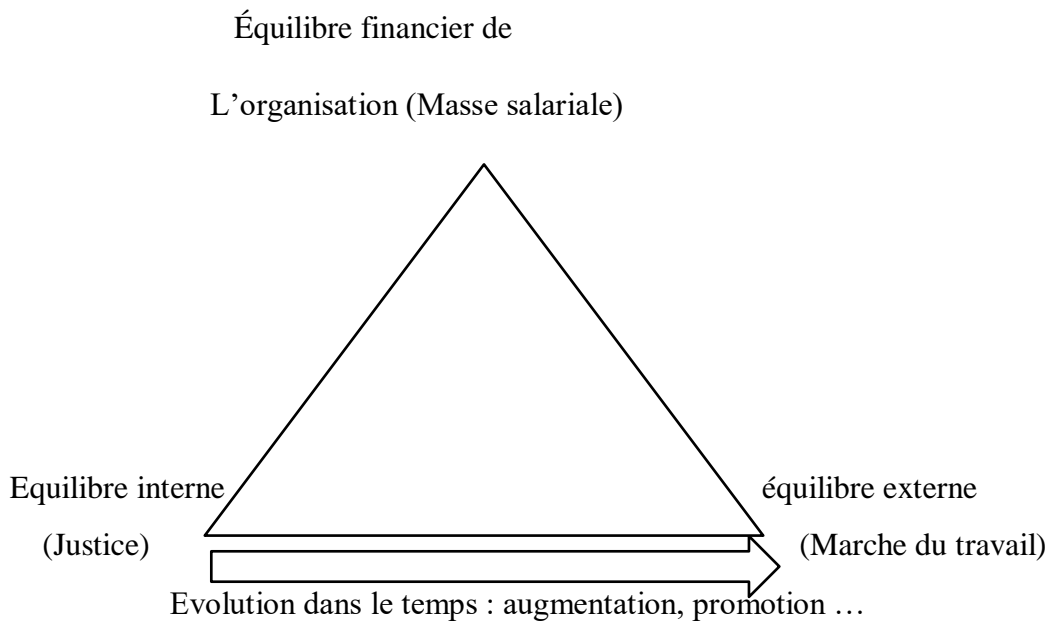 Équilibre financier de
L’organisation (Masse salariale)
Equilibre interne
équilibre externe
(Justice)
(Marche du travail)
Evolution dans le temps : augmentation, promotion …